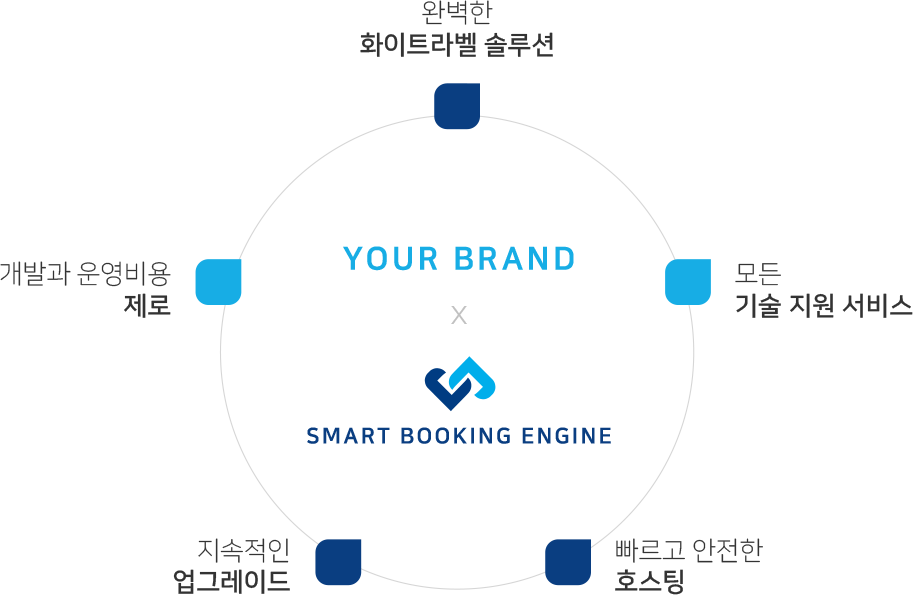 완벽한
화이트라벨 솔루션
개발과 운영비용
제로
YOUR BRAND
X
SMART BOOKING ENGINE
모든
기술 지원 서비스
지속적인
업그레이드
빠르고 안전한
호스팅